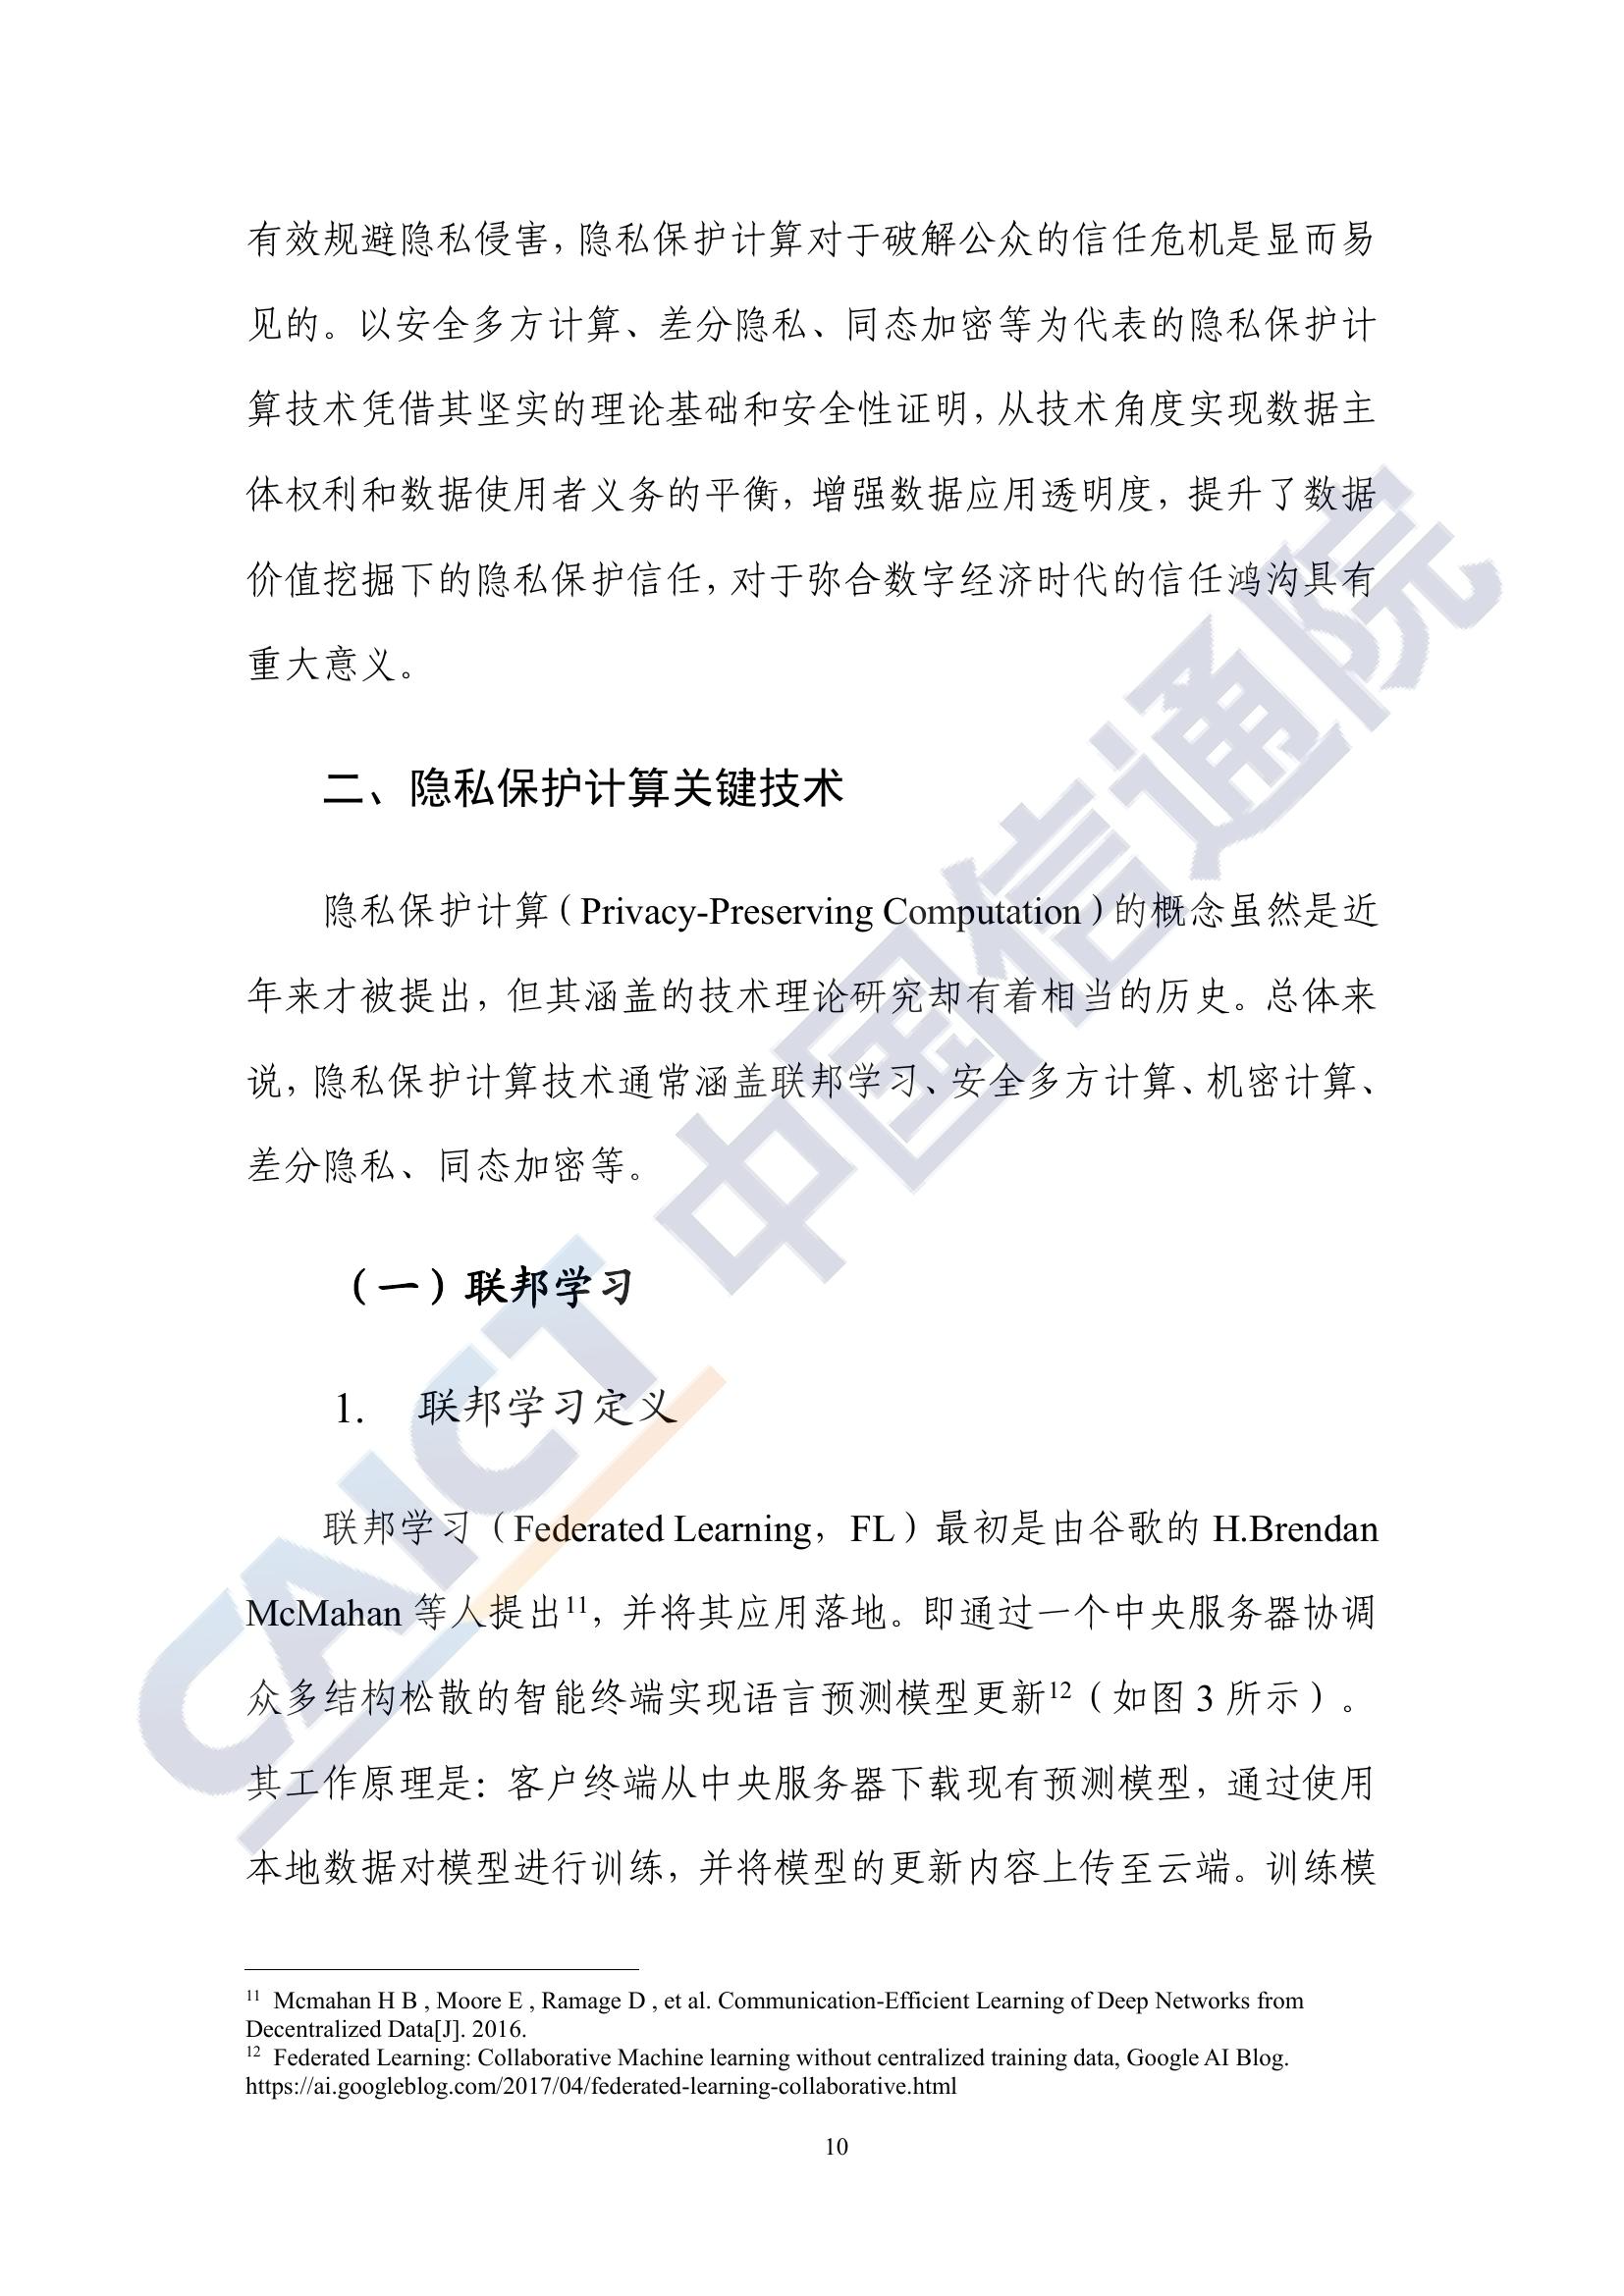 有效规避隐私侵害，隐私保护计算对于破解公众的信任危机是显而易
见的。以安全多方计算、差分隐私、同态加密等为代表的隐私保护计
算技术凭借其坚实的理论基础和安全性证明，从技术角度实现数据主
体权利和数据使用者义务的平衡，增强数据应用透明度，提升了数据
价值挖掘下的隐私保护信任，对于弥合数字经济时代的信任鸿沟具有
重大意义。
二、隐私保护计算关键技术
隐私保护计算（Privacy-Preserving Computation）的概念虽然是近
年来才被提出，但其涵盖的技术理论研究却有着相当的历史。总体来
说，隐私保护计算技术通常涵盖联邦学习、安全多方计算、机密计算、
差分隐私、同态加密等。
（一）联邦学习
1. 联邦学习定义
联邦学习（Federated Learning，FL）最初是由谷歌的 H.Brendan
McMahan 等人提出¹¹，并将其应用落地。即通过一个中央服务器协调
众多结构松散的智能终端实现语言预测模型更新¹²（如图 3 所示）。
其工作原理是：客户终端从中央服务器下载现有预测模型，通过使用
本地数据对模型进行训练，并将模型的更新内容上传至云端。训练模
¹¹ Mcmahan H B , Moore E , Ramage D , et al. Communication-Efficient Learning of Deep Networks from
Decentralized Data[J]. 2016.
¹² Federated Learning: Collaborative Machine learning without centralized training data, Google AI Blog.
https://ai.googleblog.com/2017/04/federated-learning-collaborative.html
10
CAICT 中国信通院